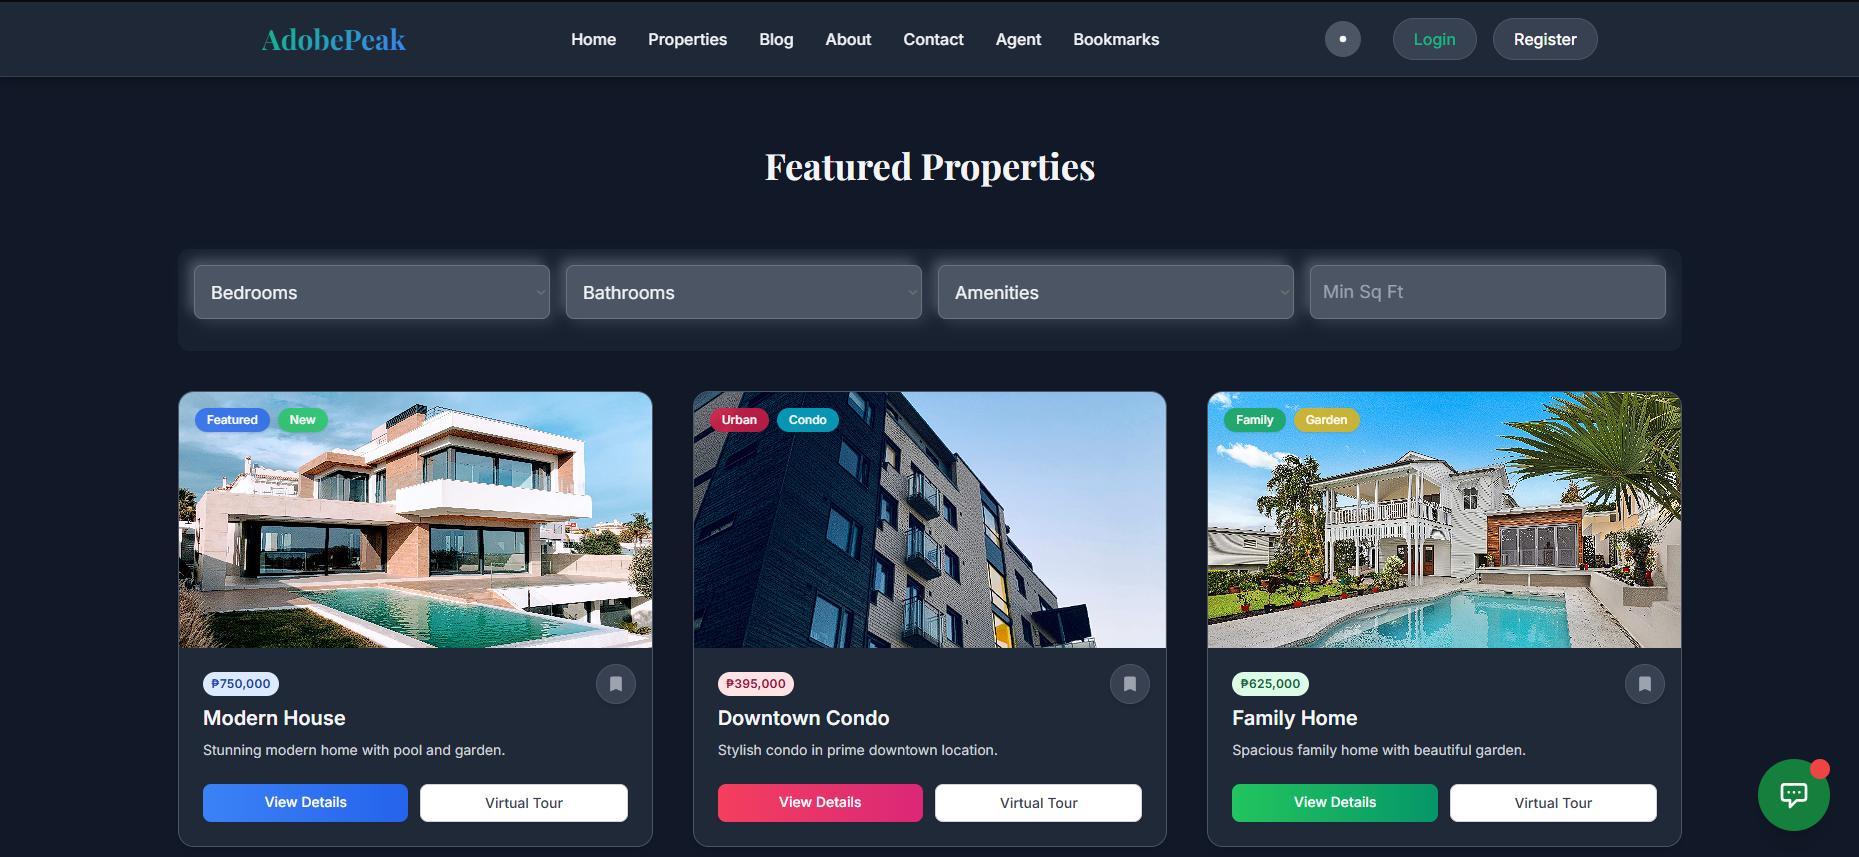 AdobePeak
Home Properties Blog About Contact Agent Bookmarks
Login Register
Featured Properties
Bedrooms Bathrooms Amenities Min Sq Ft
Featured New
Urban Condo
Family Garden
₱750,000
Modern House
Stunning modern home with pool and garden.
View Details Virtual Tour
₱395,000
Downtown Condo
Stylish condo in prime downtown location.
View Details Virtual Tour
₱625,000
Family Home
Spacious family home with beautiful garden.
View Details Virtual Tour